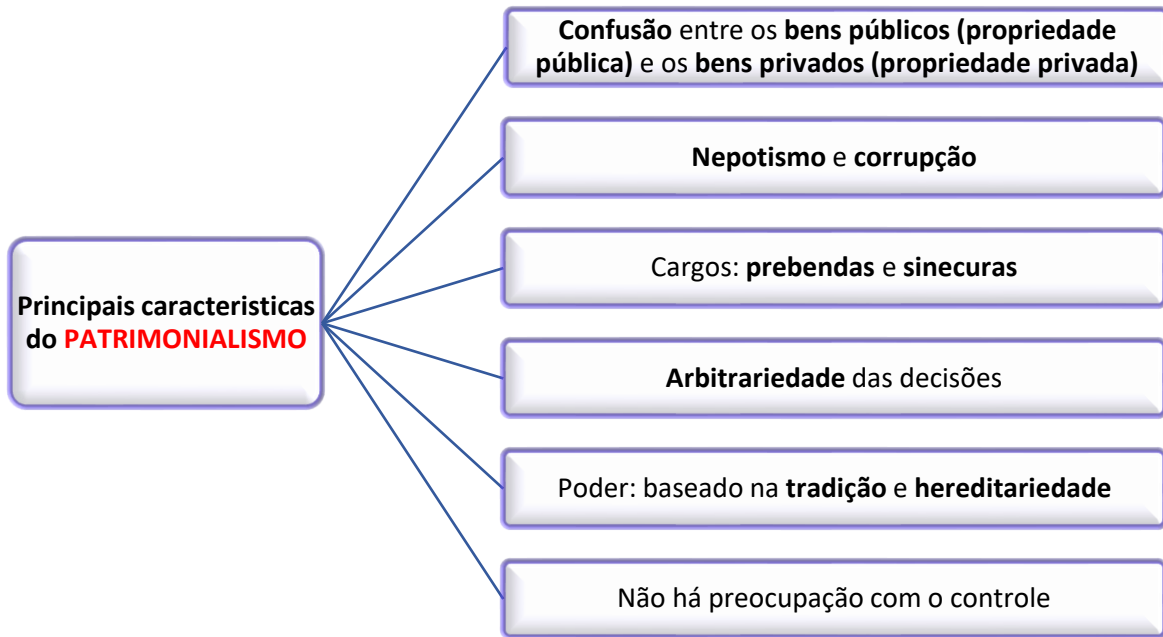 Principais caracteristicas
do PATRIMONIALISMO
Confusão entre os bens públicos (propriedade
pública) e os bens privados (propriedade privada)
Nepotismo e corrupção
Cargos: prebendas e sinecuras
Arbitrariedade das decisões
Poder: baseado na tradição e hereditariedade
Não há preocupação com o controle